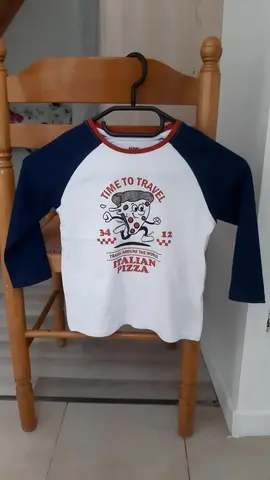 TIME TO TRAVEL
34 12
TRAVEL AROUND THE WORLD
ITALIAN
PIZZA